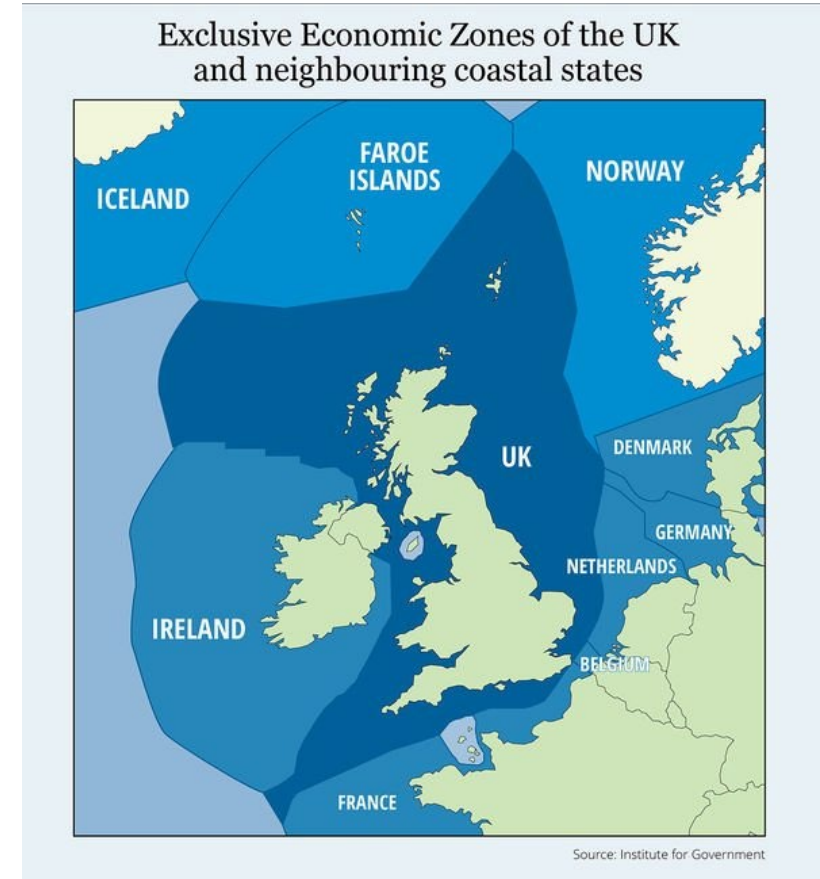 Exclusive Economic Zones of the UK
and neighbouring coastal states
FAROE
ISLANDS
NORWAY
ICELAND
DENMARK
UK
GERMANY
NETHERLANDS
IRELAND
BELGIUM
FRANCE
Source: Institute for Government